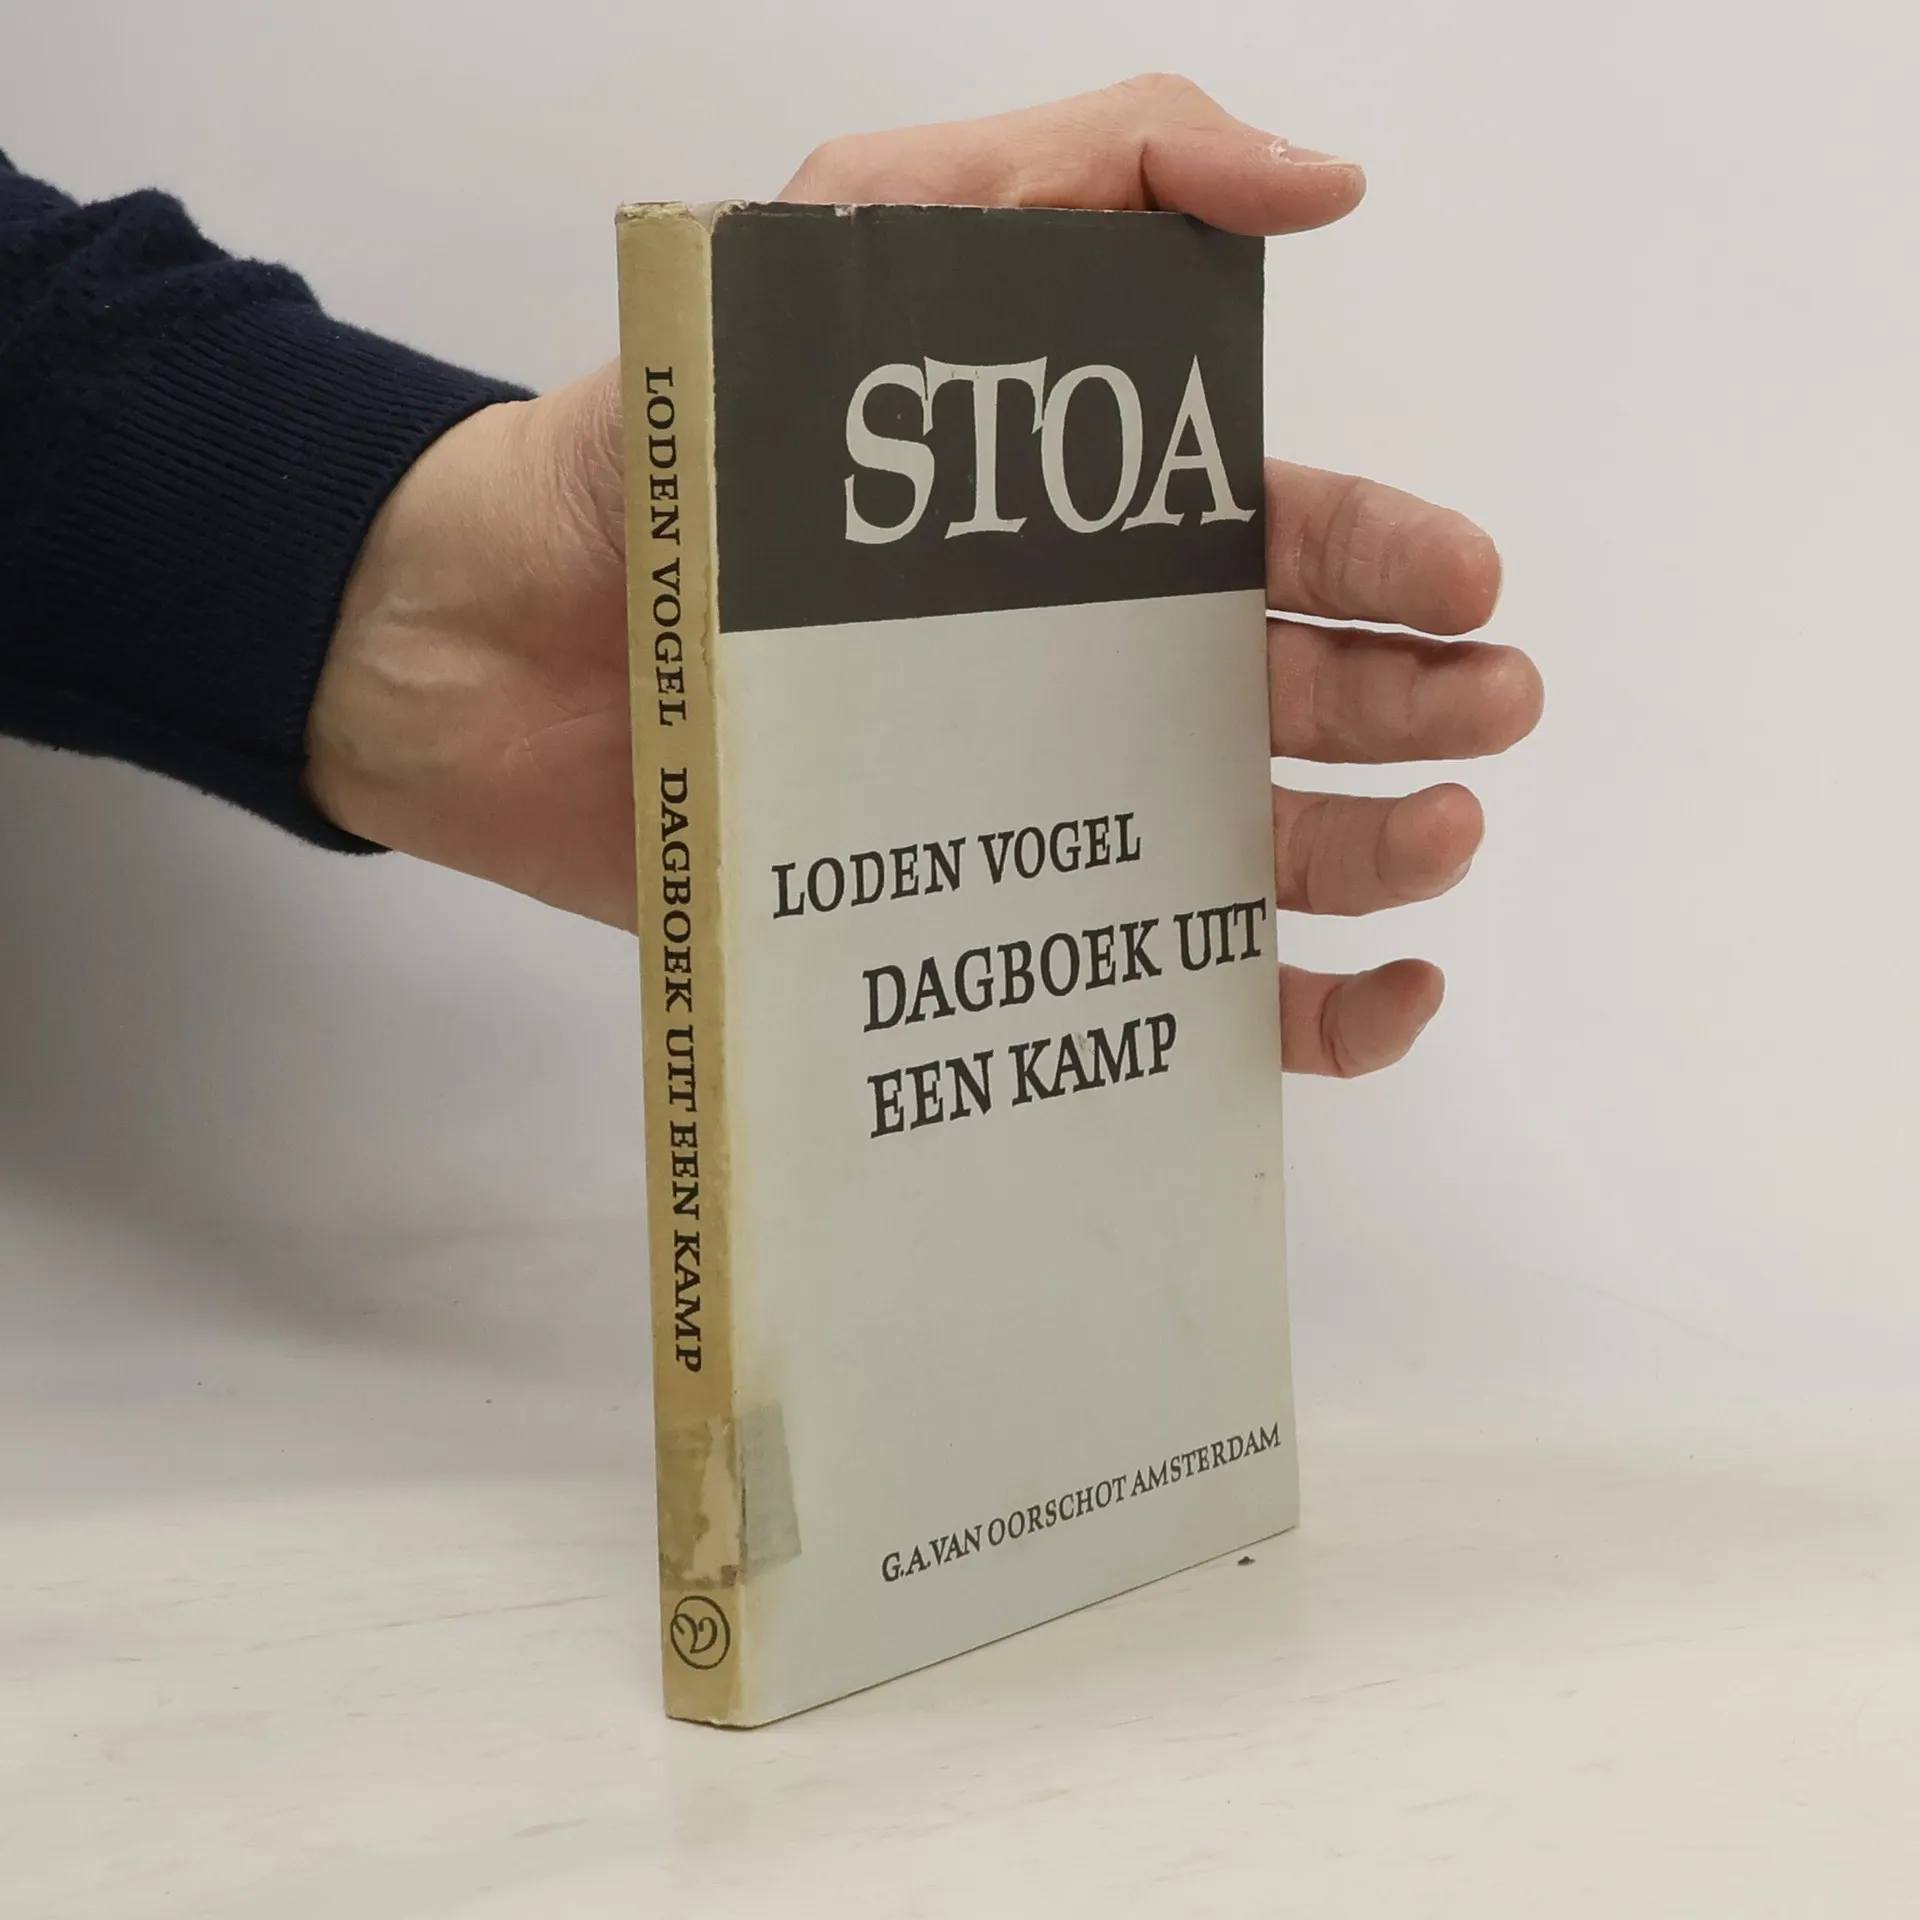 LODEN VOGEL DAGBOEK UIT EEN KAMP
STOA
LODEN VOGEL
DAGBOEK UIT
EEN KAMP
G.A.VAN OORSCHOT AMSTERDAM